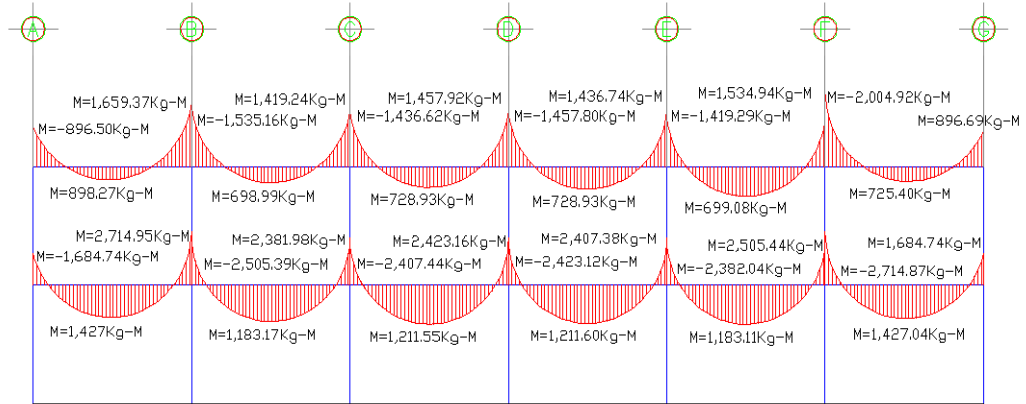 A B C D E F G
M=1,659.37Kg-M M=1,419.24Kg-M M=1,457.92Kg-M M=1,436.74Kg-M M=1,534.94Kg-M M=-2,004.92Kg-M
M=-896.50Kg-M M=-1,535.16Kg-M M=-1,436.62Kg-M M=-1,457.80Kg-M M=-1,419.29Kg-M 896.69Kg-M
M=898.27Kg-M M=698.99Kg-M M=728.93Kg-M M=728.93Kg-M M=699.08Kg-M M=725.40Kg-M
M=2,714.95Kg-M M=2,381.98Kg-M M=2,423.16Kg-M M=2,407.38Kg-M M=2,505.44Kg-M M=1,684.74Kg-M
M=-1,684.74Kg-M M=-2,505.39Kg-M M=-2,407.44Kg-M M=-2,423.12Kg-M M=-2,382.04Kg-M M=-2,714.87Kg-M
M=1,427Kg-M M=1,183.17Kg-M M=1,211.55Kg-M M=1,211.60Kg-M M=1,183.11Kg-M M=1,427.04Kg-M